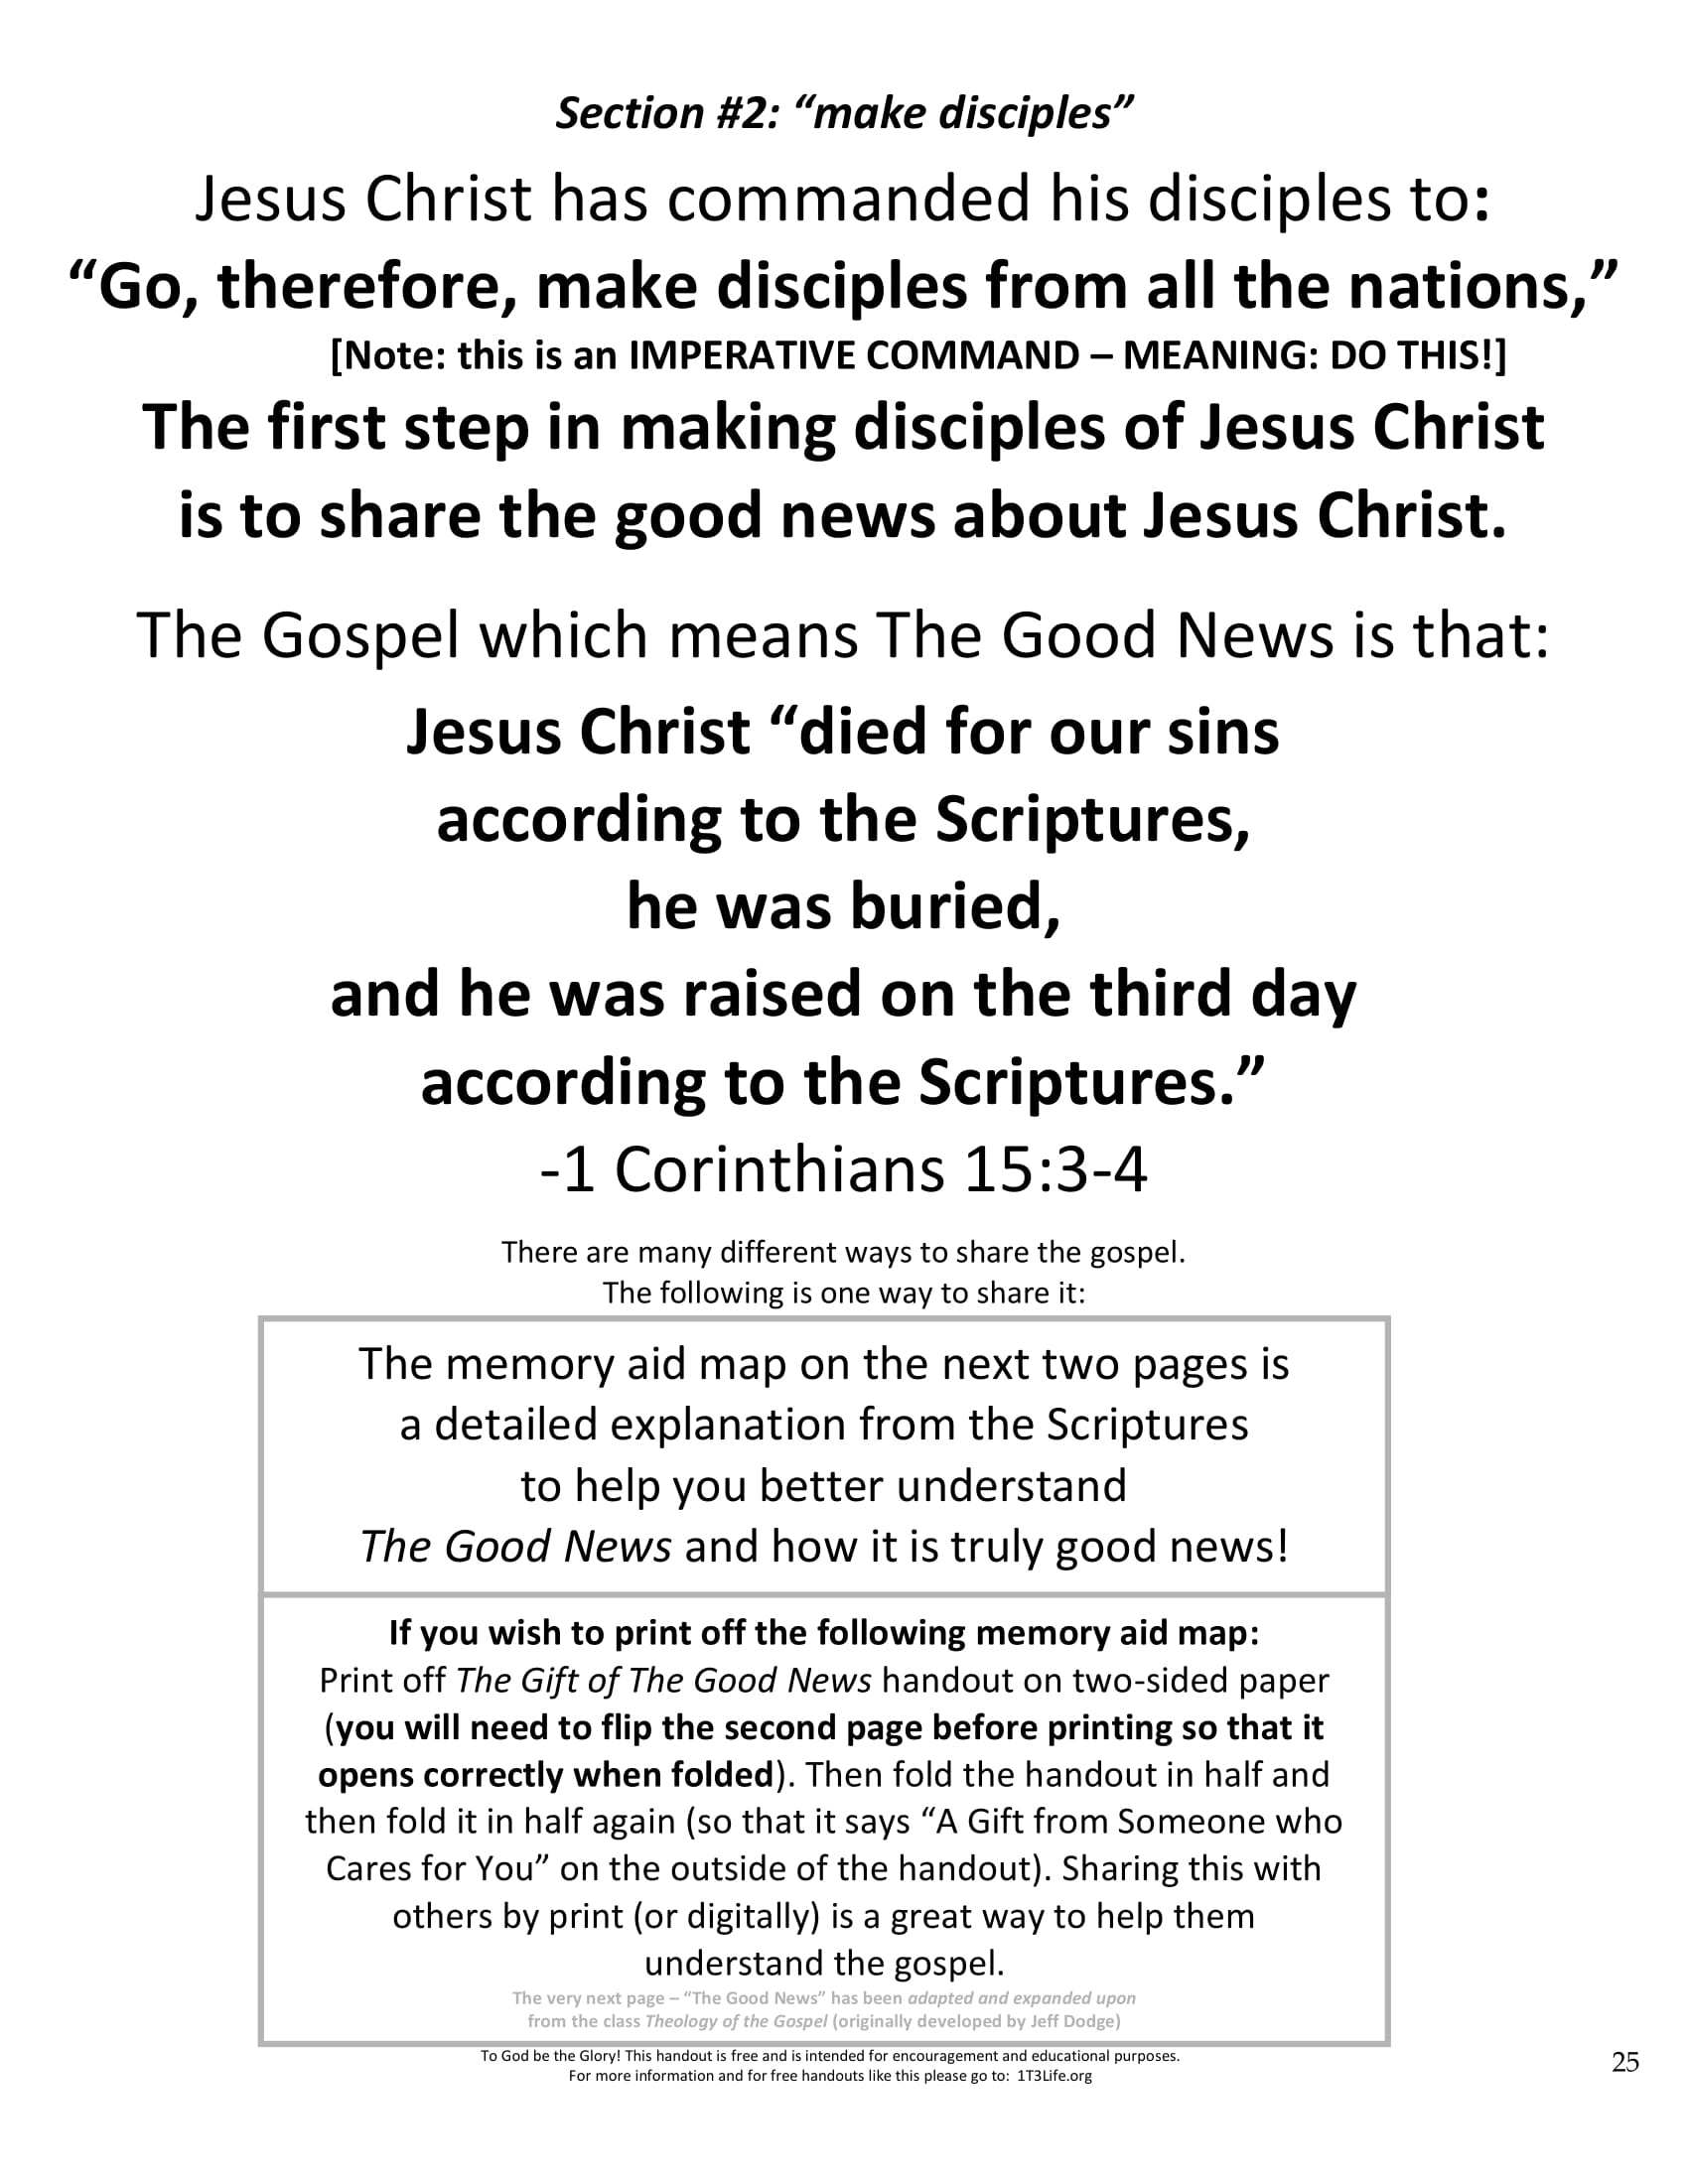 Section #2: “make disciples”
Jesus Christ has commanded his disciples to:
“Go, therefore, make disciples from all the nations,”
[Note: this is an IMPERATIVE COMMAND – MEANING: DO THIS!]
The first step in making disciples of Jesus Christ
is to share the good news about Jesus Christ.
The Gospel which means The Good News is that:
Jesus Christ “died for our sins
according to the Scriptures,
he was buried,
and he was raised on the third day
according to the Scriptures.”
-1 Corinthians 15:3-4
There are many different ways to share the gospel.
The following is one way to share it:
The memory aid map on the next two pages is
a detailed explanation from the Scriptures
to help you better understand
The Good News and how it is truly good news!
If you wish to print off the following memory aid map:
Print off The Gift of The Good News handout on two-sided paper
(you will need to flip the second page before printing so that it
opens correctly when folded). Then fold the handout in half and
then fold it in half again (so that it says “A Gift from Someone who
Cares for You” on the outside of the handout). Sharing this with
others by print (or digitally) is a great way to help them
understand the gospel.
The very next page – “The Good News” has been adapted and expanded upon
from the class Theology of the Gospel (originally developed by Jeff Dodge)
To God be the Glory! This handout is free and is intended for encouragement and educational purposes.
For more information and for free handouts like this please go to: 1T3Life.org
25